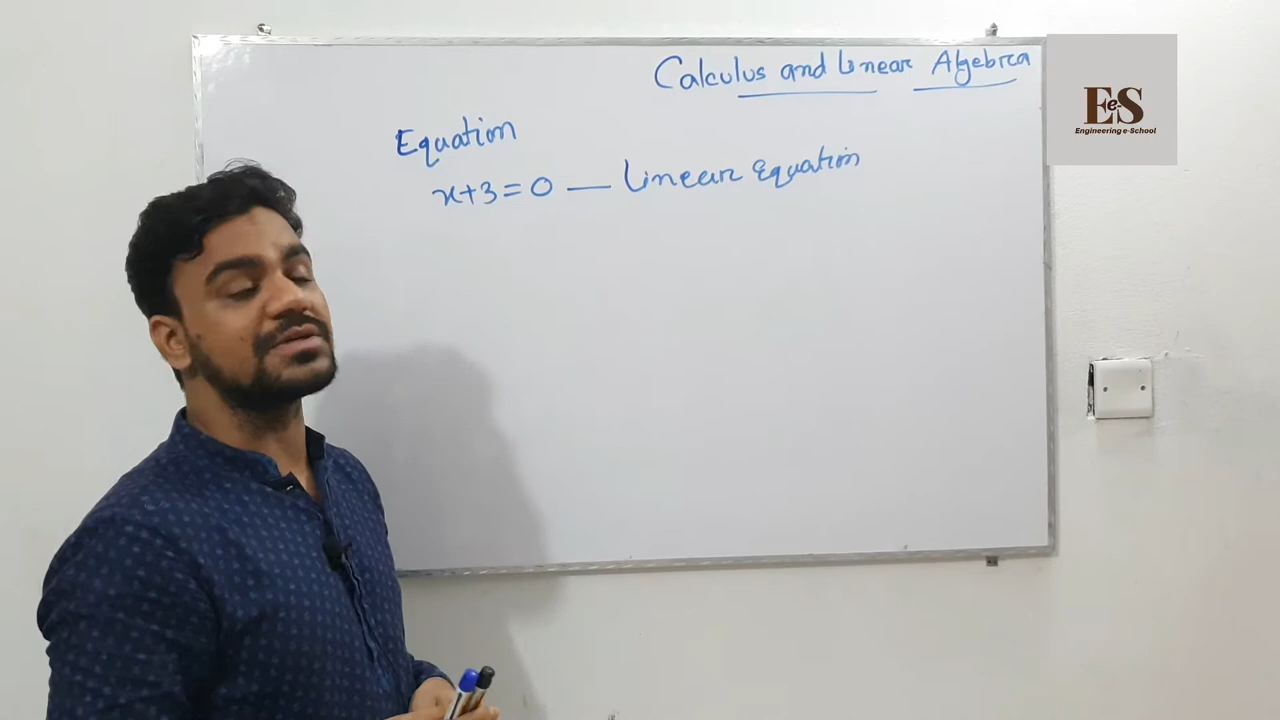 Calculus and Linear Algebra
EeS
Engineering e-School
Equation
x+3=0 — Linear Equation